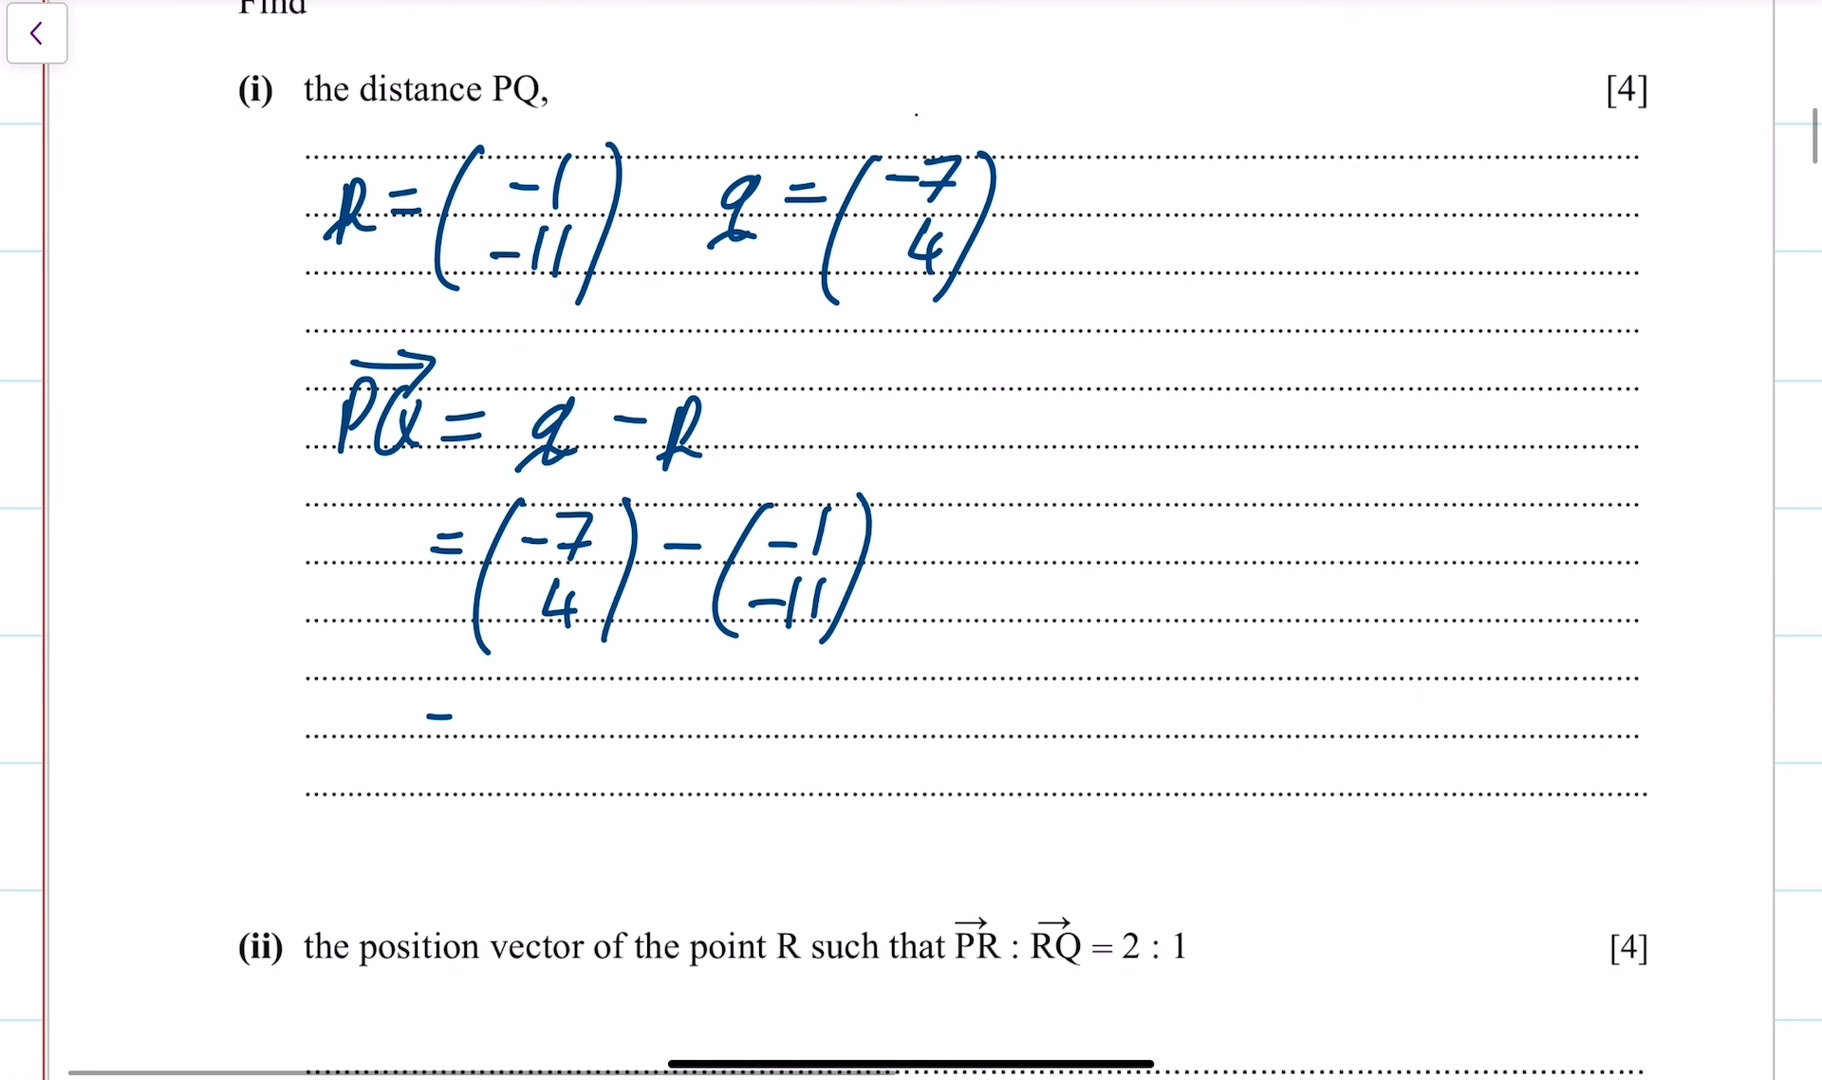 Find
(i) the distance PQ, [4]
p = (-1 -11) q = (-7 4)
PQ = q - p
= (-7 4) - (-1 -11)
-
(ii) the position vector of the point R such that PR : RQ = 2 : 1 [4]